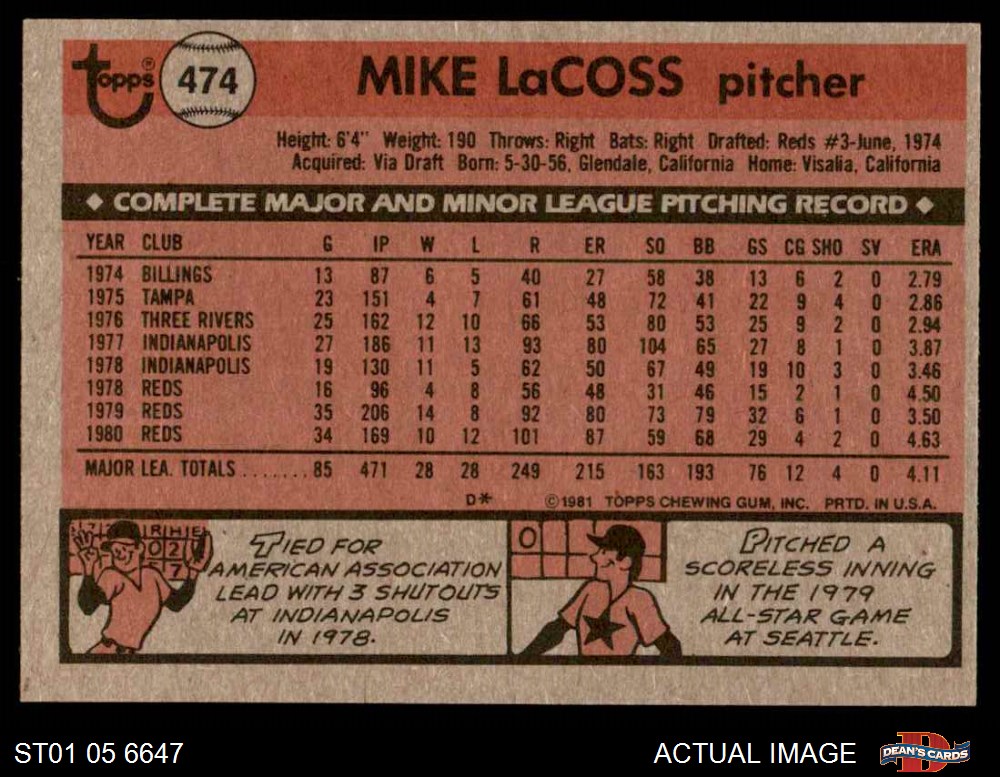 topps® 474 MIKE LaCOSS pitcher
Height: 6'4" Weight: 190 Throws: Right Bats: Right Drafted: Reds #3-June, 1974
Acquired: Via Draft Born: 5-30-56, Glendale, California Home: Visalia, California
◆ COMPLETE MAJOR AND MINOR LEAGUE PITCHING RECORD ◆
YEAR CLUB G IP W L R ER SO BB GS CG SHO SV ERA
1974 BILLINGS 13 87 6 5 40 27 58 38 13 6 2 0 2.79
1975 TAMPA 23 151 4 7 61 48 72 41 22 9 4 0 2.86
1976 THREE RIVERS 25 162 12 10 66 53 80 53 25 9 2 0 2.94
1977 INDIANAPOLIS 27 186 11 13 93 80 104 65 27 8 1 0 3.87
1978 INDIANAPOLIS 19 130 11 5 62 50 67 49 19 10 3 0 3.46
1978 REDS 16 96 4 8 56 48 31 46 15 2 1 0 4.50
1979 REDS 35 206 14 8 92 80 73 79 32 6 1 0 3.50
1980 REDS 34 169 10 12 101 87 59 68 29 4 2 0 4.63
MAJOR LEA. TOTALS ....... 85 471 28 28 249 215 163 193 76 12 4 0 4.11
D* ©1981 TOPPS CHEWING GUM, INC. PRTD. IN U.S.A.
R H E
0 2
7
TIED FOR
AMERICAN ASSOCIATION
LEAD WITH 3 SHUTOUTS
AT INDIANAPOLIS
IN 1978.
0
PITCHED A
SCORELESS INNING
IN THE 1979
ALL-STAR GAME
AT SEATTLE.
ST01 05 6647 ACTUAL IMAGE D DEAN'S CARDS